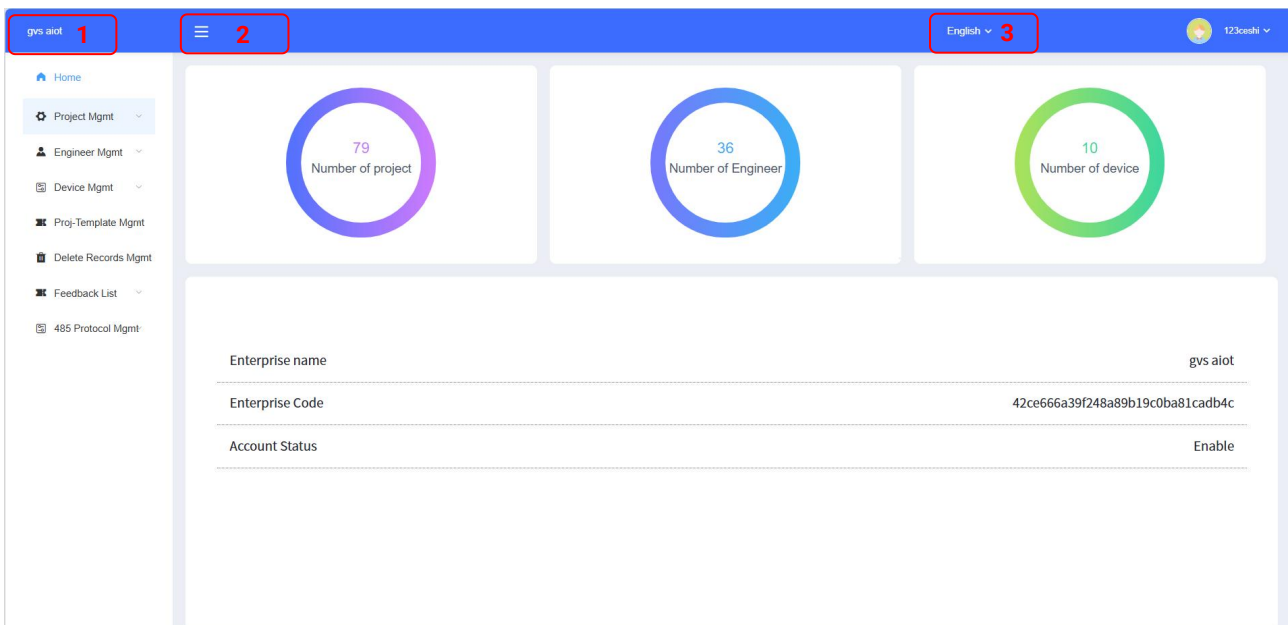 gvs aiot 1 2 English 3 123ceshi
Home
Project Mgmt
Engineer Mgmt
Device Mgmt
Proj-Template Mgmt
Delete Records Mgmt
Feedback List
485 Protocol Mgmt
79
Number of project
36
Number of Engineer
10
Number of device
Enterprise name gvs aiot
Enterprise Code 42ce666a39f248a89b19c0ba81cadb4c
Account Status Enable